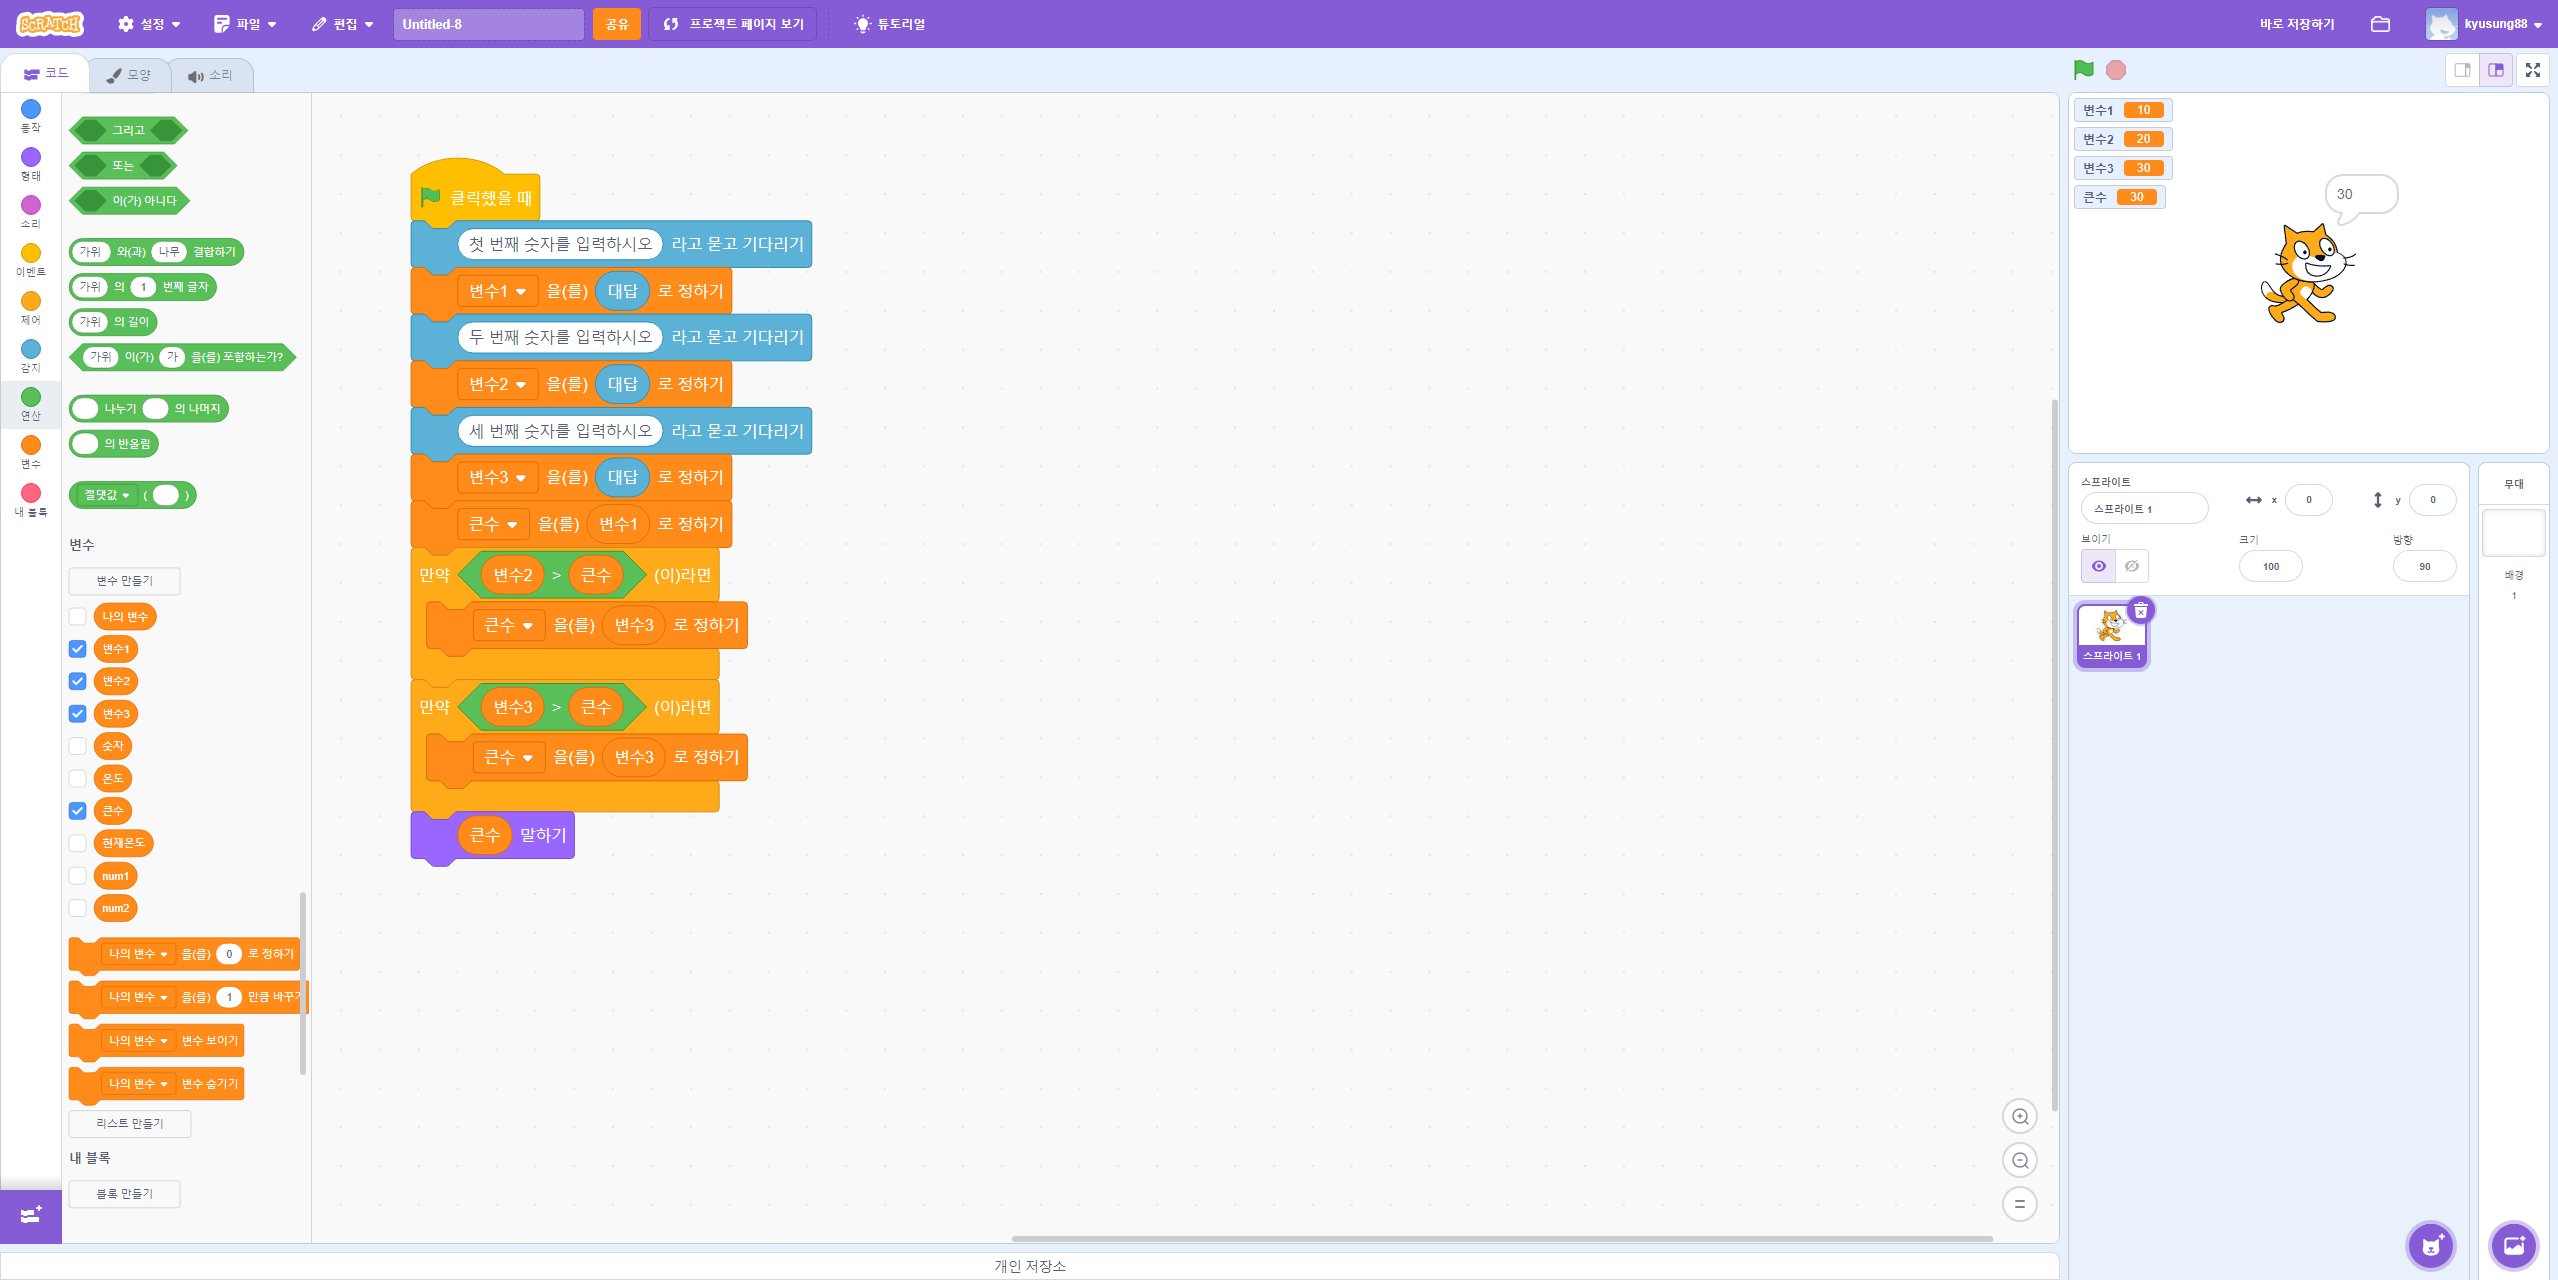 SCRATCH 설정 파일 편집 Untitled-8 공유 프로젝트 페이지 보기 튜토리얼 바로 저장하기 kyusung88
코드 모양 소리
동작
형태
소리
이벤트
제어
감지
연산
변수
내 블록
그리고
또는
이(가) 아니다
가위 와(과) 나무 결합하기
가위 의 1 번째 글자
가위 의 길이
가위 이(가) 가 을(를) 포함하는가?
나누기 의 나머지
의 반올림
절댓값 ( )
변수
변수 만들기
나의 변수
변수1
변수2
변수3
숫자
온도
큰수
현재온도
num1
num2
나의 변수 을(를) 0 로 정하기
나의 변수 을(를) 1 만큼 바꾸기
나의 변수 변수 보이기
나의 변수 변수 숨기기
리스트 만들기
내 블록
블록 만들기
클릭했을 때
첫 번째 숫자를 입력하시오 라고 묻고 기다리기
변수1 을(를) 대답 로 정하기
두 번째 숫자를 입력하시오 라고 묻고 기다리기
변수2 을(를) 대답 로 정하기
세 번째 숫자를 입력하시오 라고 묻고 기다리기
변수3 을(를) 대답 로 정하기
큰수 을(를) 변수1 로 정하기
만약 변수2 > 큰수 (이)라면
큰수 을(를) 변수3 로 정하기
만약 변수3 > 큰수 (이)라면
큰수 을(를) 변수3 로 정하기
큰수 말하기
개인 저장소
변수1 10
변수2 20
변수3 30
큰수 30
30
스프라이트
스프라이트 1 x 0 y 0
보이기 크기 방향
100 90
스프라이트 1
무대
배경
1